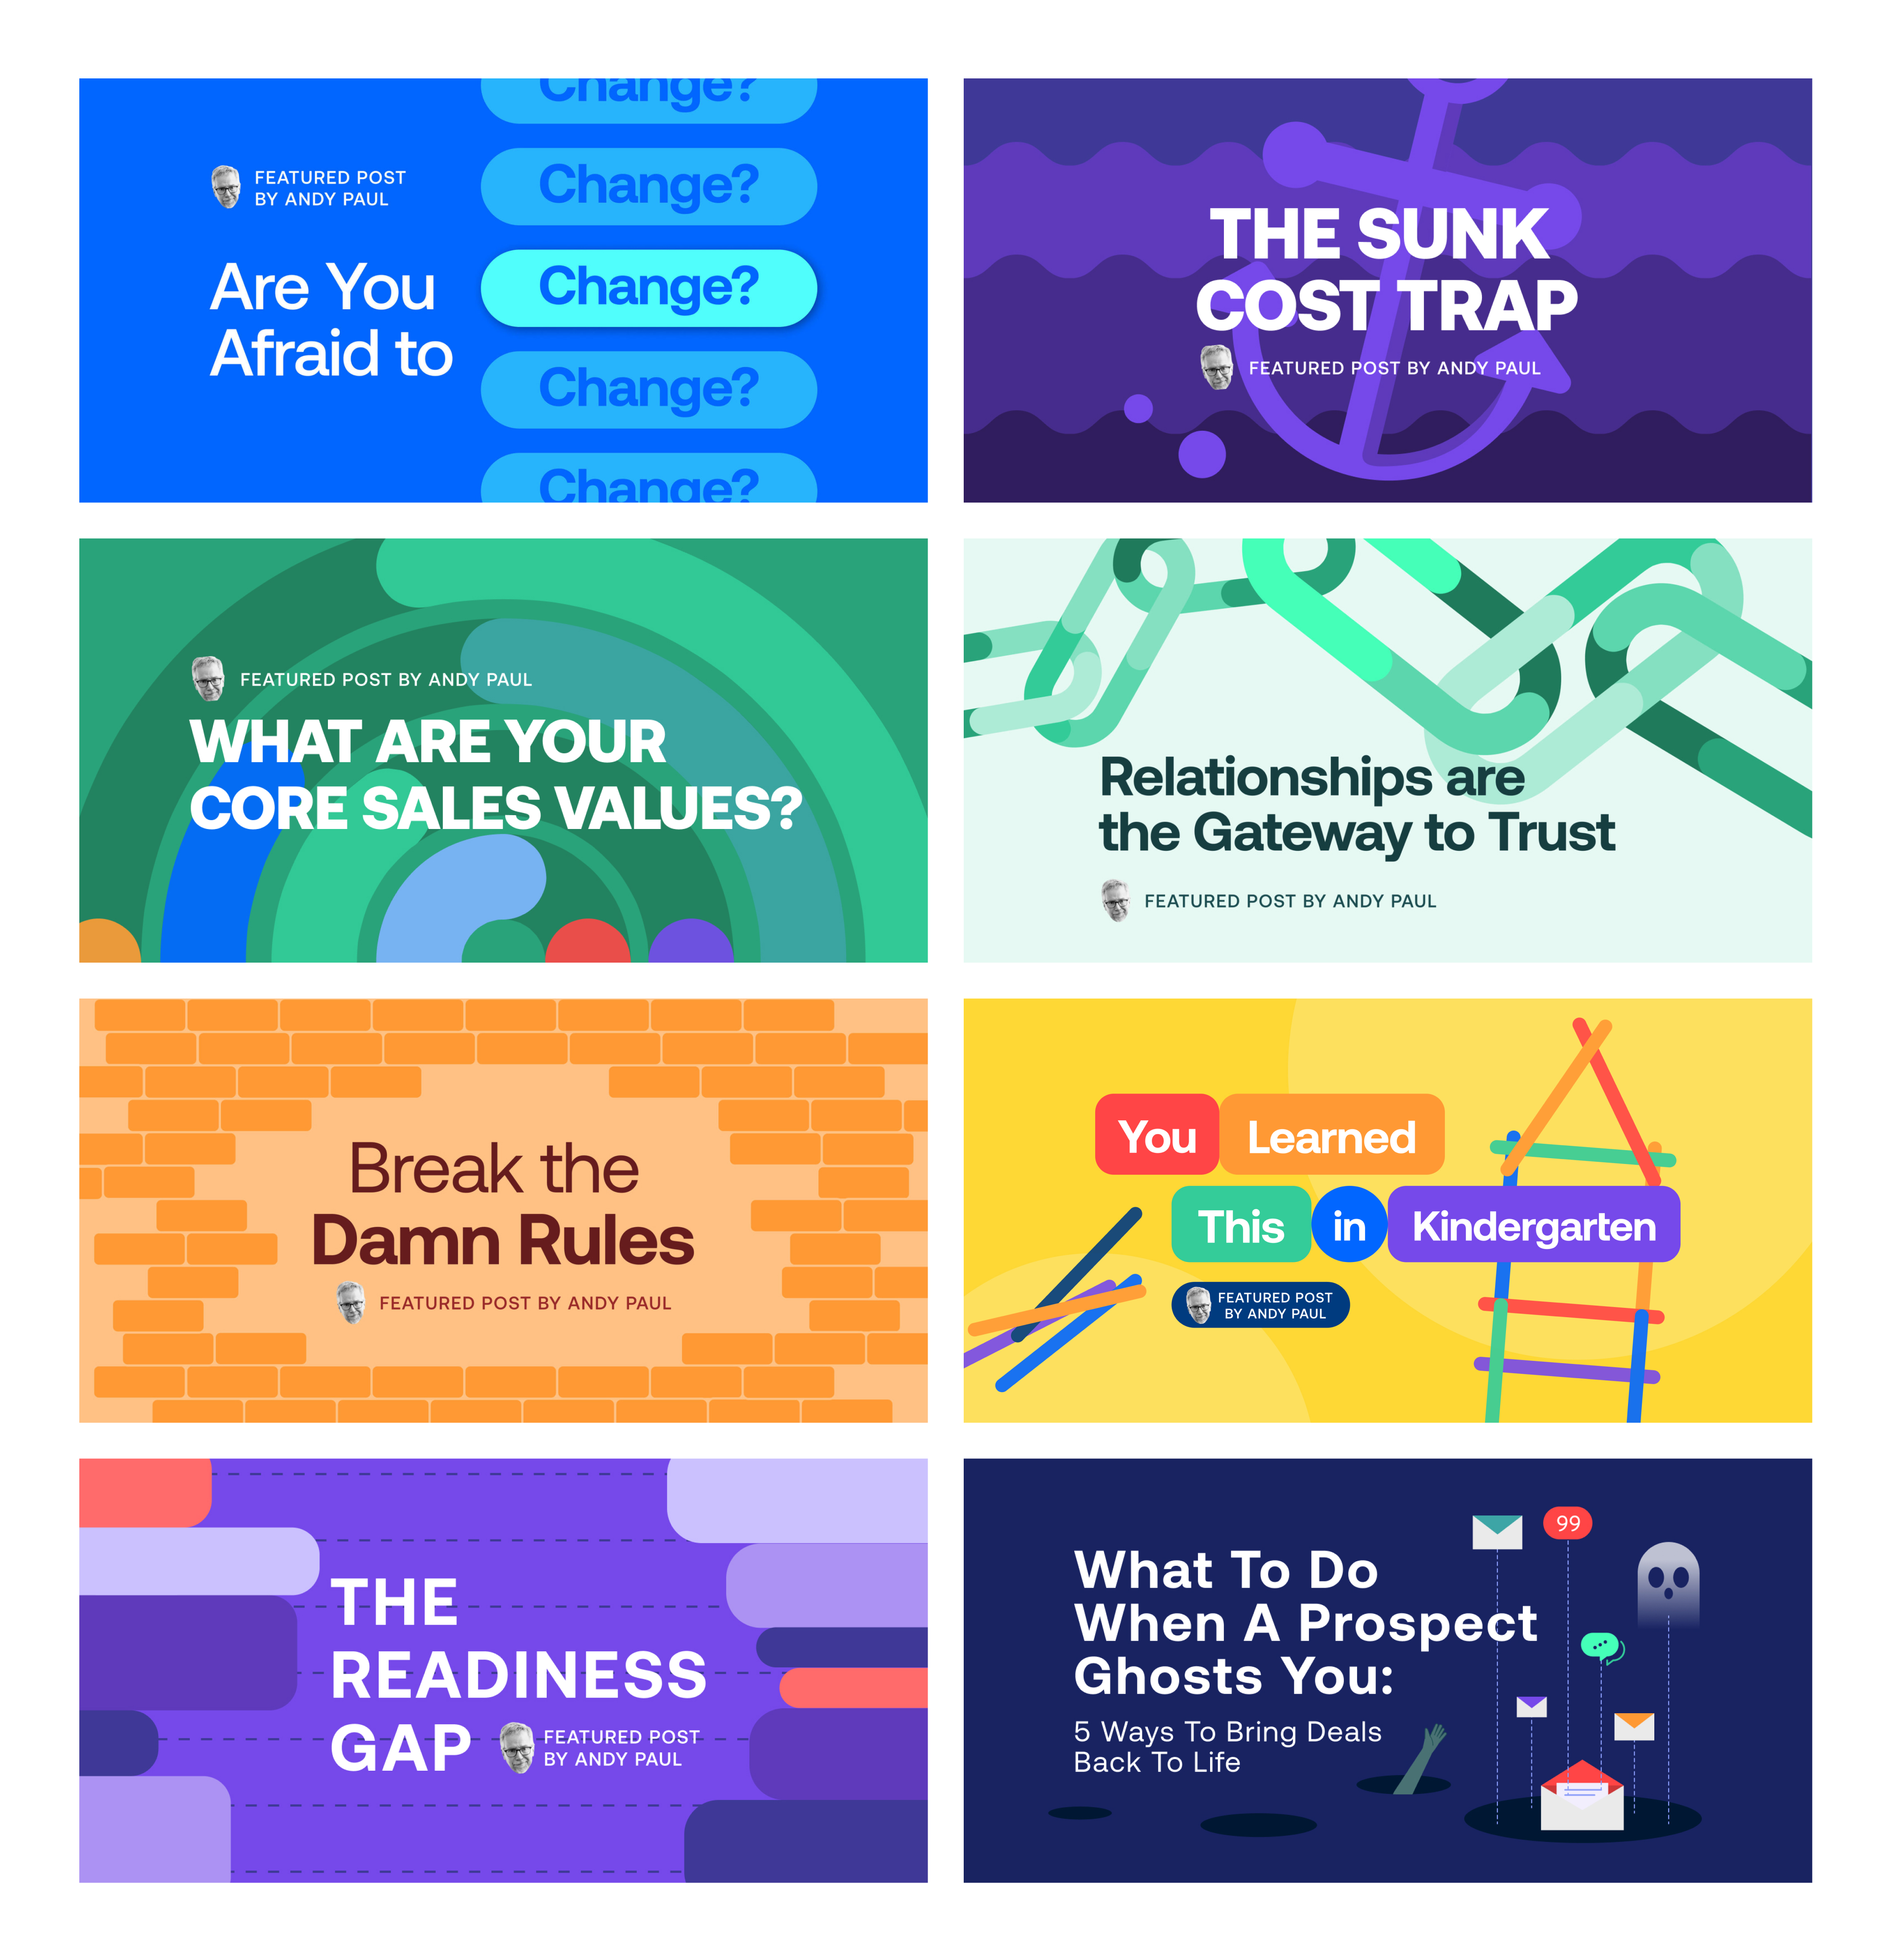 FEATURED POST
BY ANDY PAUL
Are You
Afraid to
Change?
Change?
Change?
Change?
Change?
THE SUNK
COST TRAP
FEATURED POST BY ANDY PAUL
FEATURED POST BY ANDY PAUL
WHAT ARE YOUR
CORE SALES VALUES?
Relationships are
the Gateway to Trust
FEATURED POST BY ANDY PAUL
Break the
Damn Rules
FEATURED POST BY ANDY PAUL
You Learned
This in Kindergarten
FEATURED POST
BY ANDY PAUL
THE
READINESS
GAP
FEATURED POST
BY ANDY PAUL
What To Do
When A Prospect
Ghosts You:
5 Ways To Bring Deals
Back To Life
99